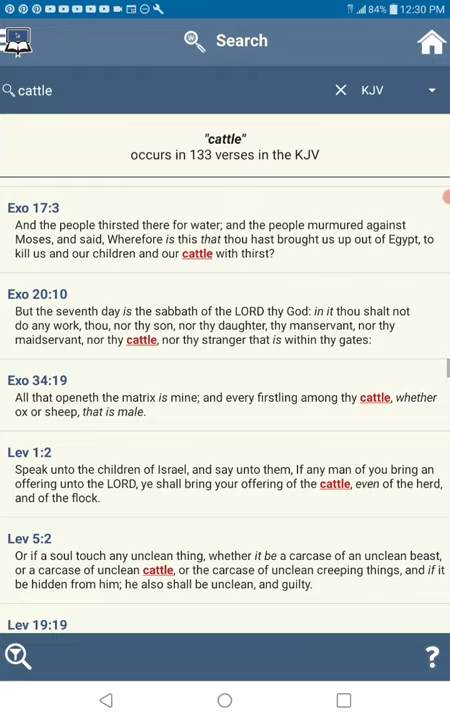 84% 12:30 PM
W Search
cattle KJV
"cattle"
occurs in 133 verses in the KJV
Exo 17:3
And the people thirsted there for water; and the people murmured against
Moses, and said, Wherefore is this that thou hast brought us up out of Egypt, to
kill us and our children and our cattle with thirst?
Exo 20:10
But the seventh day is the sabbath of the LORD thy God: in it thou shalt not
do any work, thou, nor thy son, nor thy daughter, thy manservant, nor thy
maidservant, nor thy cattle, nor thy stranger that is within thy gates:
Exo 34:19
All that openeth the matrix is mine; and every firstling among thy cattle, whether
ox or sheep, that is male.
Lev 1:2
Speak unto the children of Israel, and say unto them, If any man of you bring an
offering unto the LORD, ye shall bring your offering of the cattle, even of the herd,
and of the flock.
Lev 5:2
Or if a soul touch any unclean thing, whether it be a carcase of an unclean beast,
or a carcase of unclean cattle, or the carcase of unclean creeping things, and if it
be hidden from him; he also shall be unclean, and guilty.
Lev 19:19
?